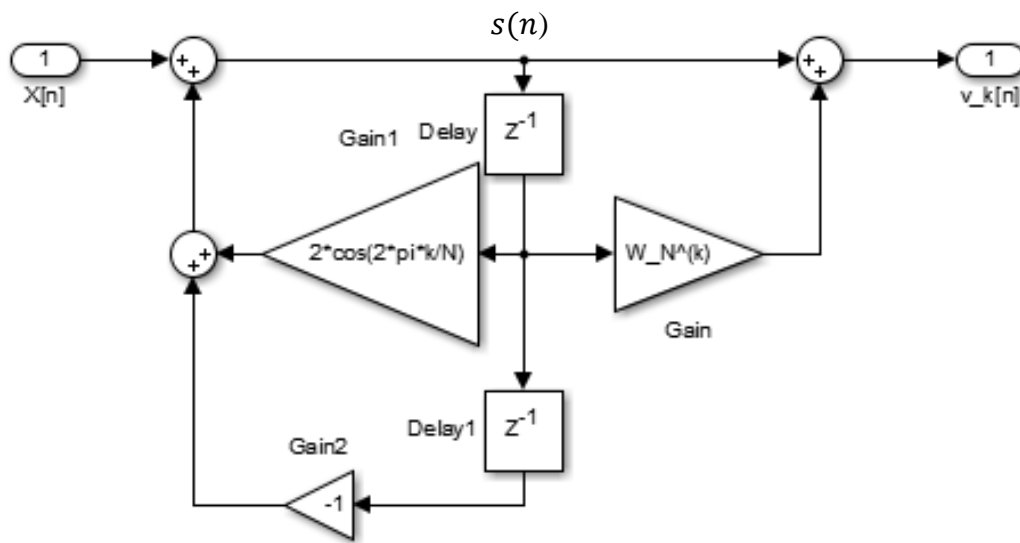 s(n)
1
X[n]
+
+
+
+
1
v_k[n]
Gain1
Delay
Z^-1
2*cos(2*pi*k/N)
+
+
W_N^(k)
Gain
Delay1
Z^-1
Gain2
-1